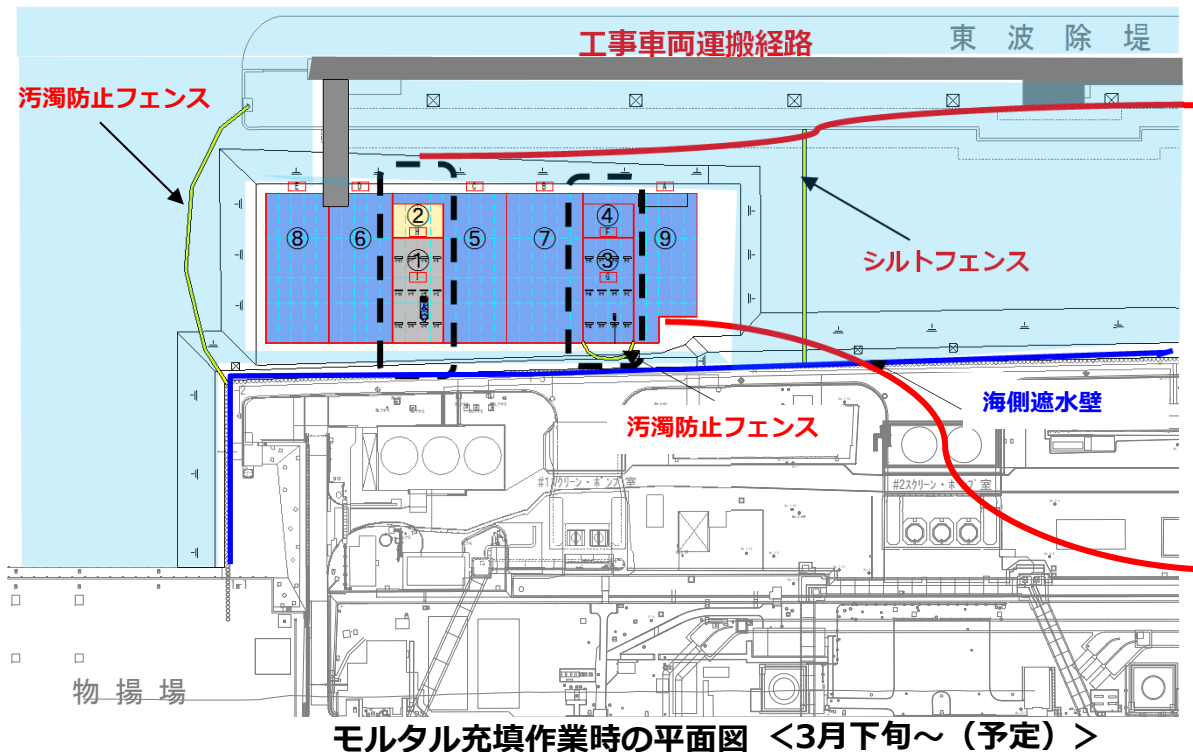 東波除堤
工事車両運搬経路
汚濁防止フェンス
E
D
C
B
A
②
H
④
F
⑧
⑥
⑤
⑦
⑨
①
I
③
G
シルトフェンス
海側遮水壁
汚濁防止フェンス
#1スクリーン・ポンプ室
#2スクリーン・ポンプ室
物揚場
モルタル充填作業時の平面図 <3月下旬~(予定)>